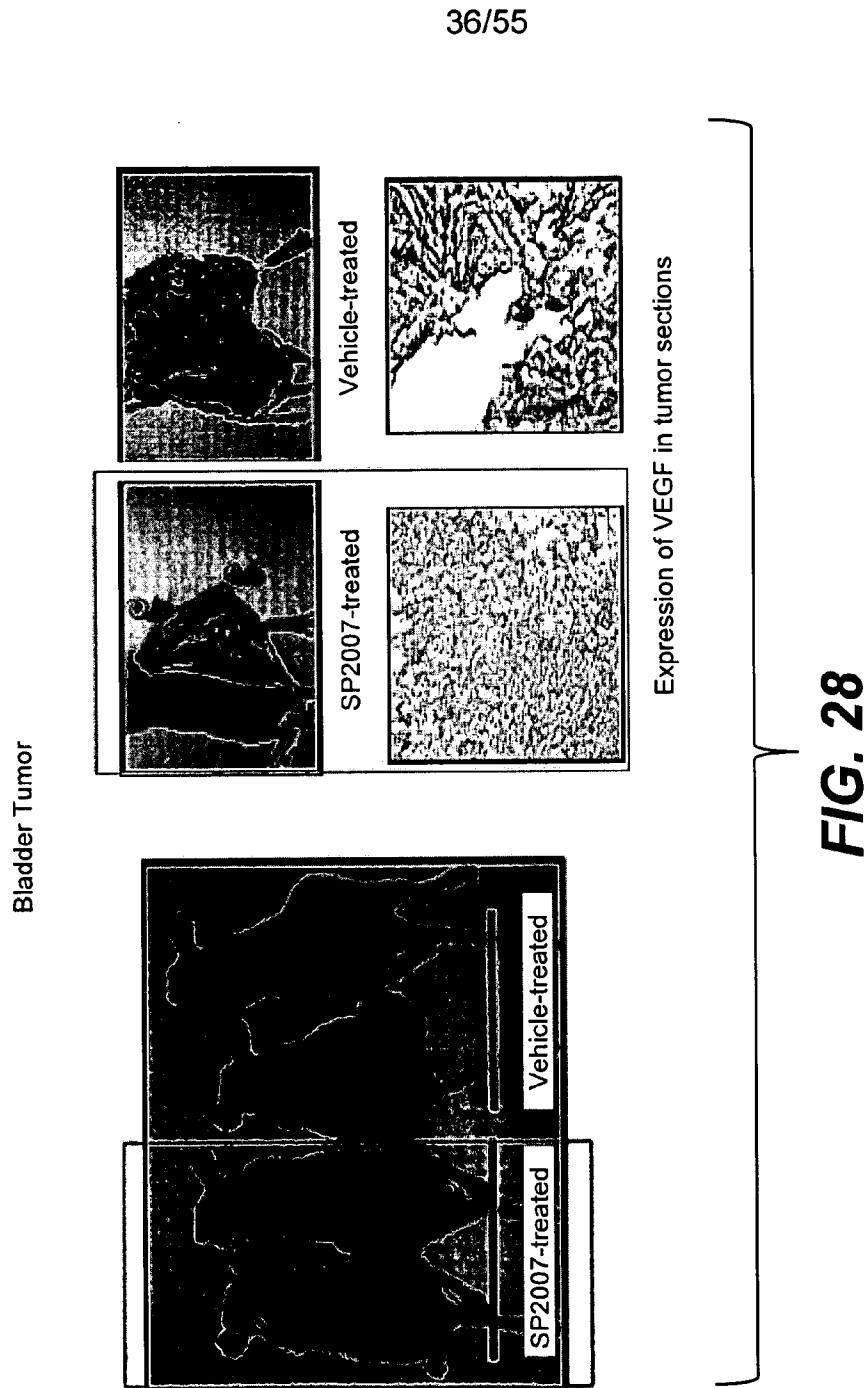 36/55
Bladder Tumor
SP2007-treated
Vehicle-treated
SP2007-treated
Vehicle-treated
Expression of VEGF in tumor sections
FIG. 28